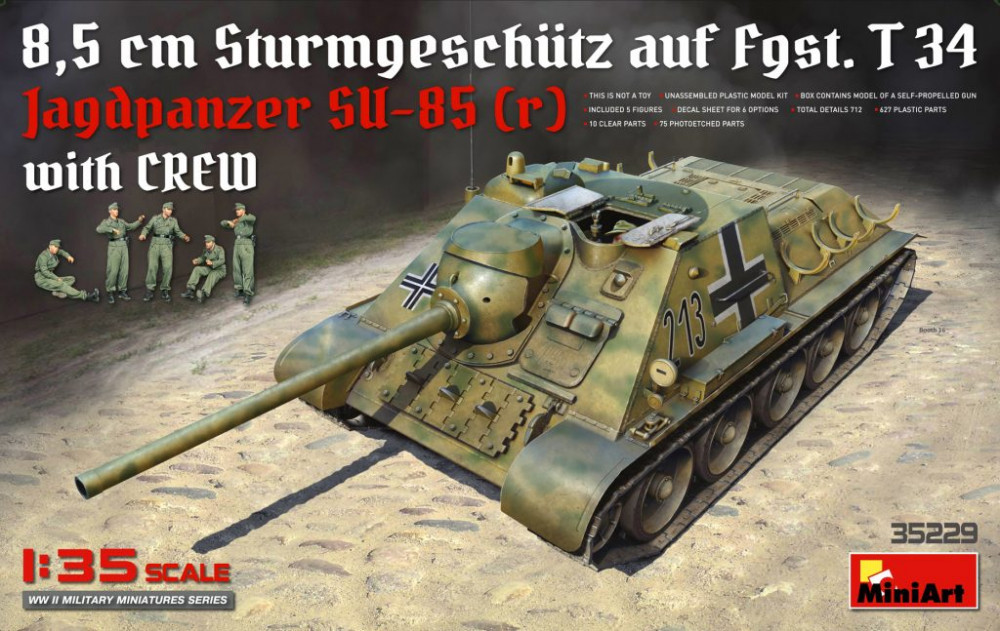 8,5 cm Sturmgeschütz auf Fgst. T 34
Jagdpanzer SU-85 (r)
with CREW
• THIS IS NOT A TOY • UNASSEMBLED PLASTIC MODEL KIT • BOX CONTAINS MODEL OF A SELF-PROPELLED GUN
• INCLUDED 5 FIGURES • DECAL SHEET FOR 6 OPTIONS • TOTAL DETAILS 712 • 627 PLASTIC PARTS
• 10 CLEAR PARTS • 75 PHOTOETCHED PARTS
213
35229
1:35 SCALE
WW II MILITARY MINIATURES SERIES
MiniArt